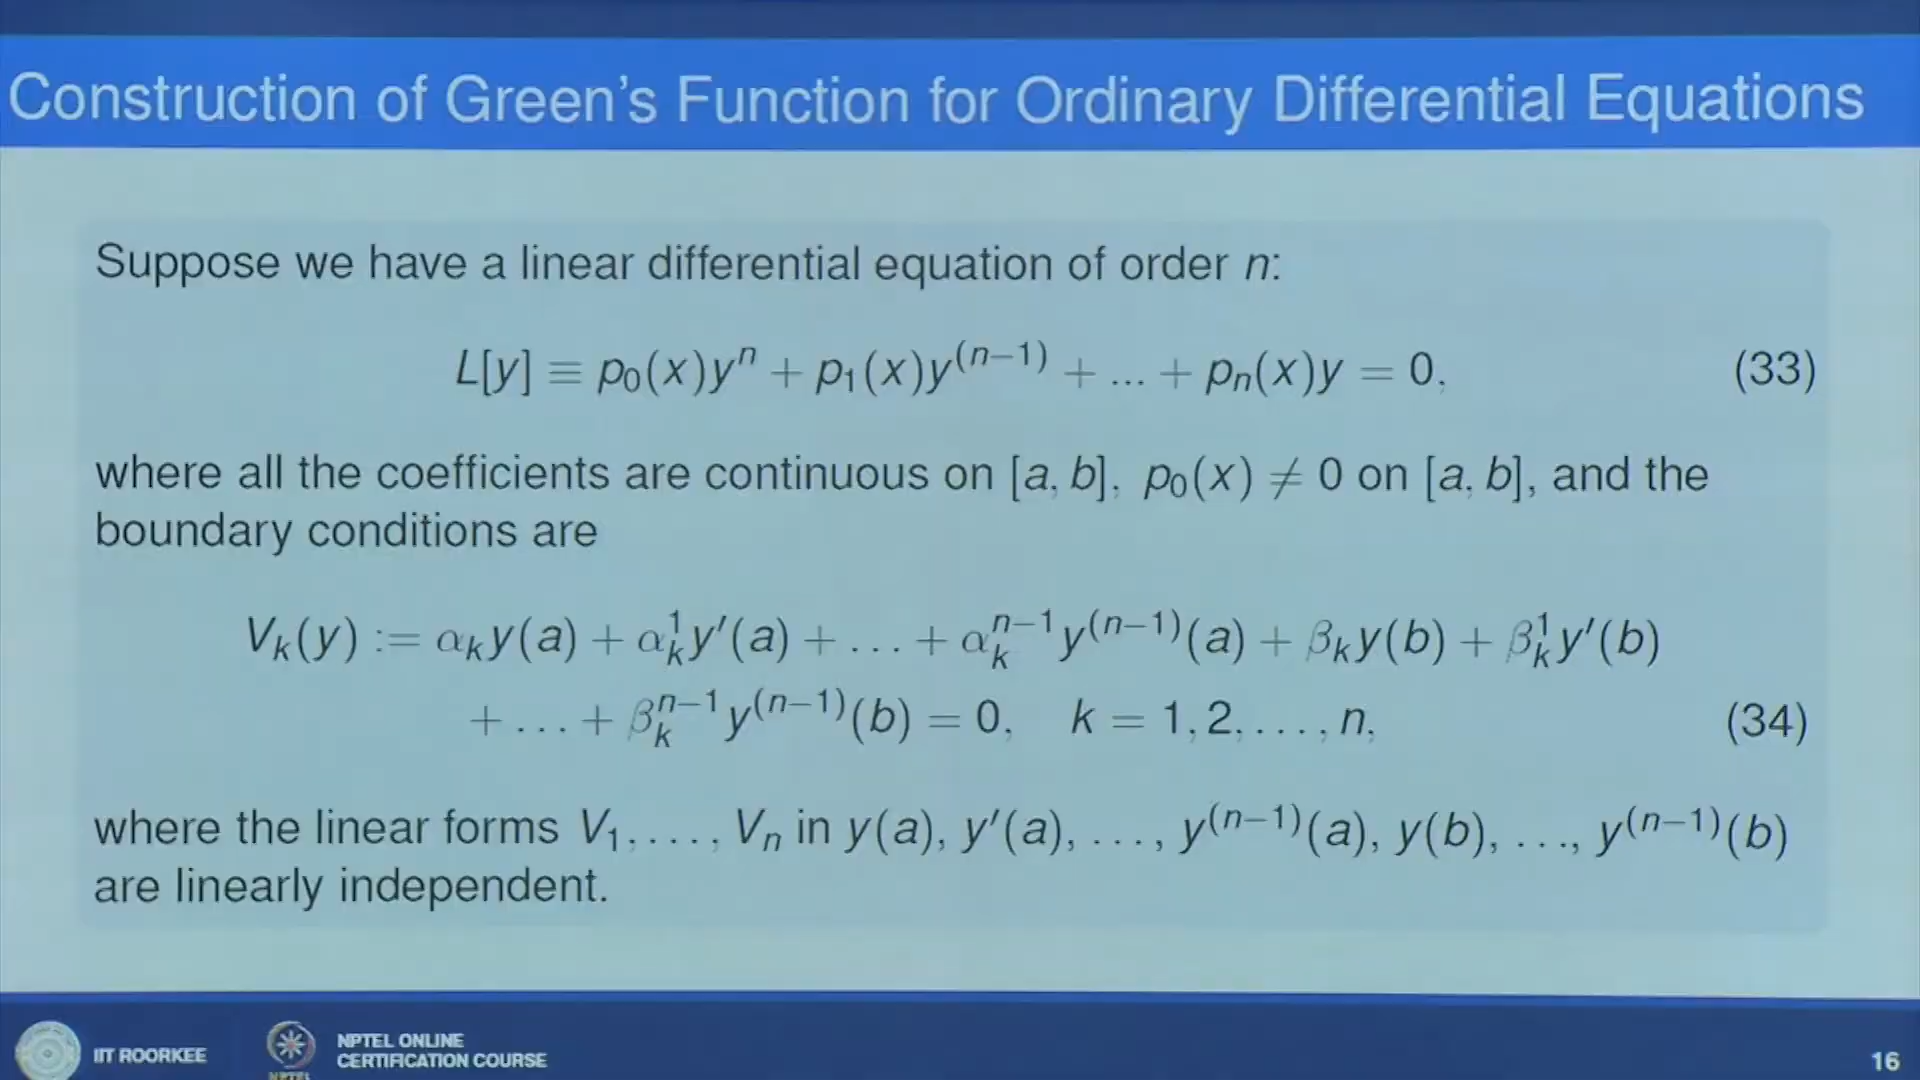 Construction of Green's Function for Ordinary Differential Equations
Suppose we have a linear differential equation of order n:
L[y] ≡ p₀(x)yⁿ + p₁(x)y⁽ⁿ⁻¹⁾ + ... + pₙ(x)y = 0, (33)
where all the coefficients are continuous on [a, b], p₀(x) ≠ 0 on [a, b], and the
boundary conditions are
Vₖ(y) := αₖy(a) + αₖ¹y′(a) + ... + αₖⁿ⁻¹y⁽ⁿ⁻¹⁾(a) + βₖy(b) + βₖ¹y′(b)
+ ... + βₖⁿ⁻¹y⁽ⁿ⁻¹⁾(b) = 0, k = 1, 2, ..., n, (34)
where the linear forms V₁, ..., Vₙ in y(a), y′(a), ..., y⁽ⁿ⁻¹⁾(a), y(b), ..., y⁽ⁿ⁻¹⁾(b)
are linearly independent.
IIT ROORKEE
NPTEL ONLINE
CERTIFICATION COURSE
NPTEL
16